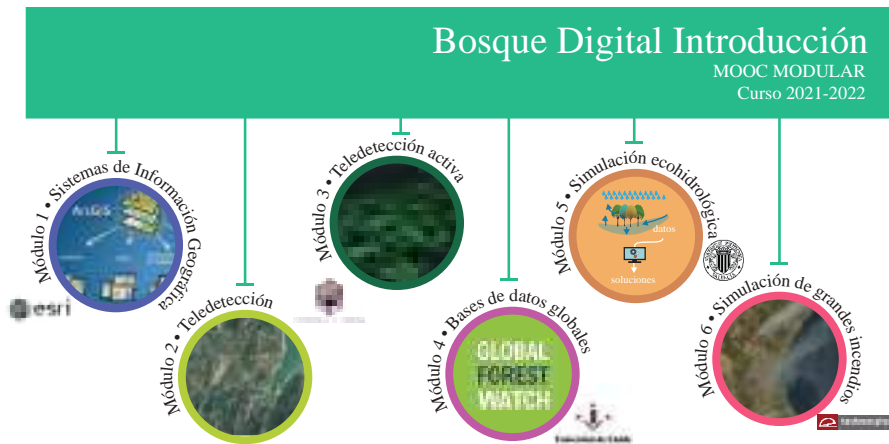 Bosque Digital Introducción
MOOC MODULAR
Curso 2021-2022
Módulo 1 • Sistemas de Información Geográfica
ArcGIS
esri
Módulo 2 • Teledetección
Módulo 3 • Teledetección activa
Módulo 4 • Bases de datos globales
GLOBAL
FOREST
WATCH
Módulo 5 • Simulación ecohidrológica
datos
soluciones
Módulo 6 • Simulación de grandes incendios